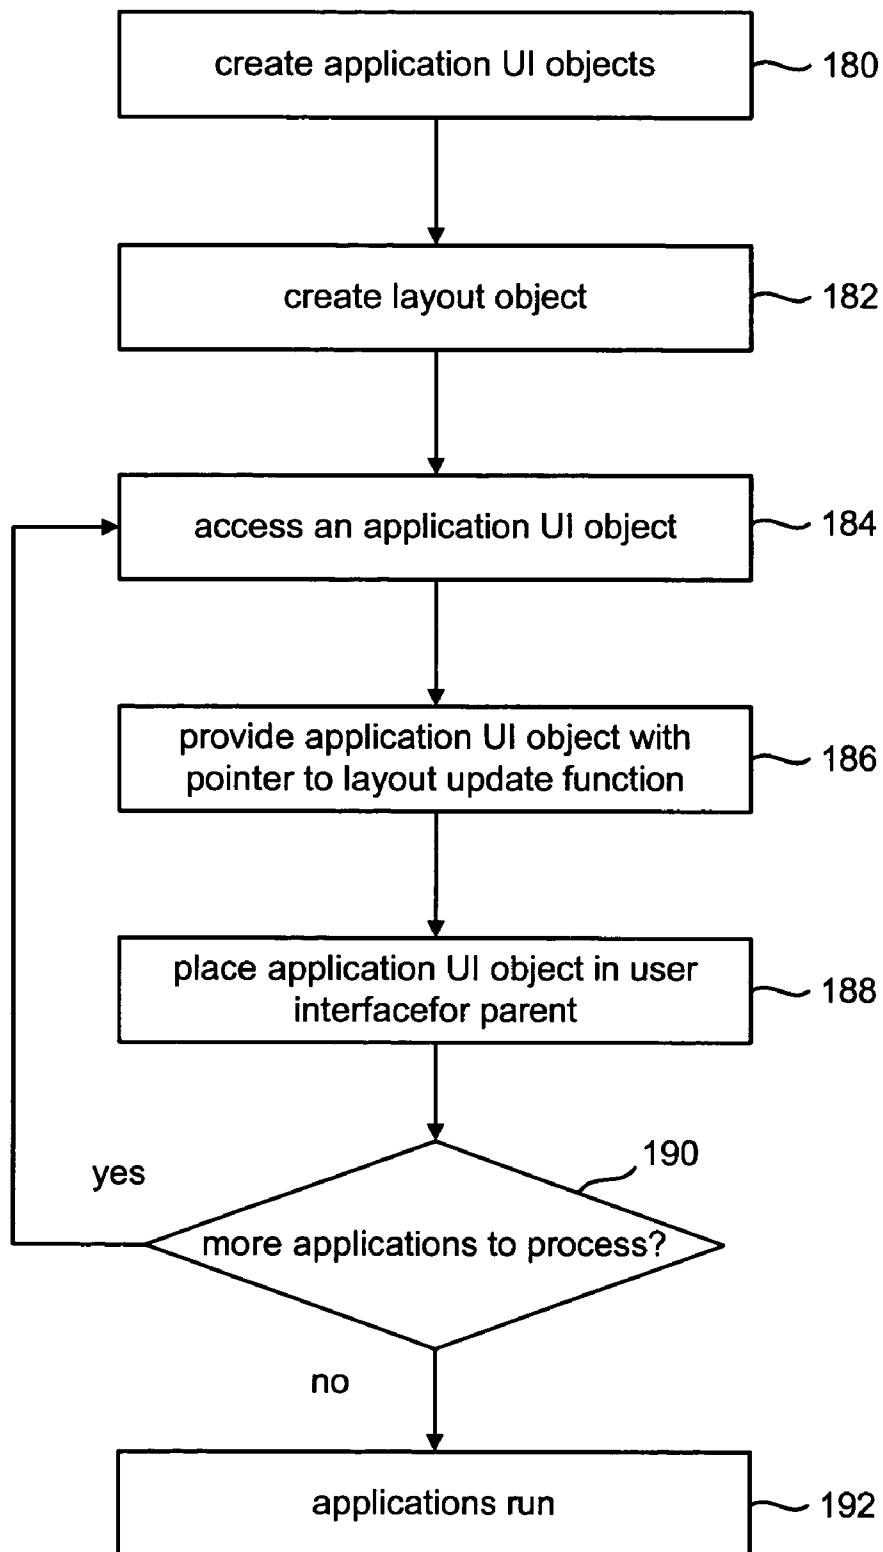 create application UI objects
180
create layout object
182
access an application UI object
184
provide application UI object with
pointer to layout update function
186
place application UI object in user
interfacefor parent
188
190
yes
more applications to process?
no
applications run
192